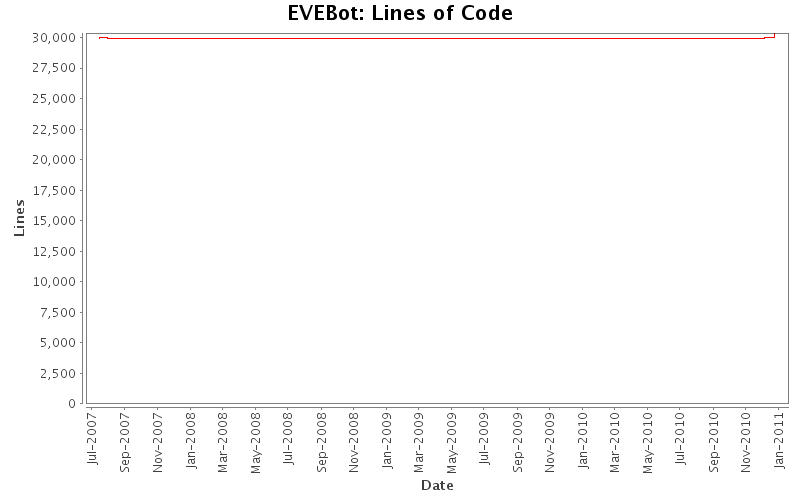 EVEBot: Lines of Code
30,000
27,500
25,000
22,500
20,000
17,500
15,000
12,500
10,000
7,500
5,000
2,500
0
Lines
Jul-2007
Sep-2007
Nov-2007
Jan-2008
Mar-2008
May-2008
Jul-2008
Sep-2008
Nov-2008
Jan-2009
Mar-2009
May-2009
Jul-2009
Sep-2009
Nov-2009
Jan-2010
Mar-2010
May-2010
Jul-2010
Sep-2010
Nov-2010
Jan-2011
Date